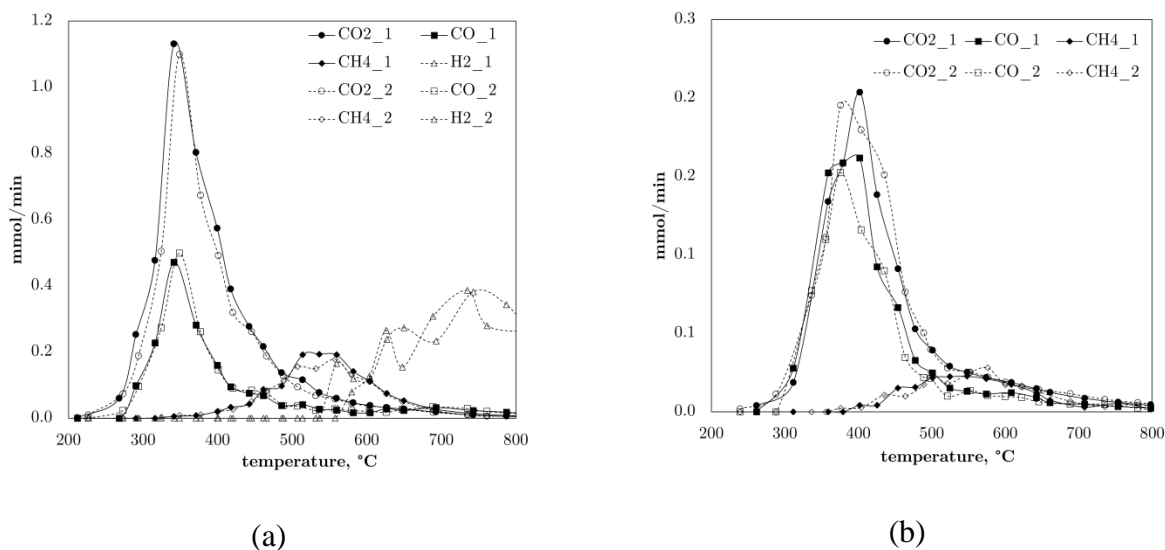 1.2
1.0
0.8
0.6
0.4
0.2
0.0
mmol/min
CO2_1 CO_1
CH4_1 H2_1
CO2_2 CO_2
CH4_2 H2_2
200 300 400 500 600 700 800
temperature, °C
(a)
0.3
0.2
0.2
0.1
0.1
0.0
mmol/min
CO2_1 CO_1 CH4_1
CO2_2 CO_2 CH4_2
200 300 400 500 600 700 800
temperature, °C
(b)